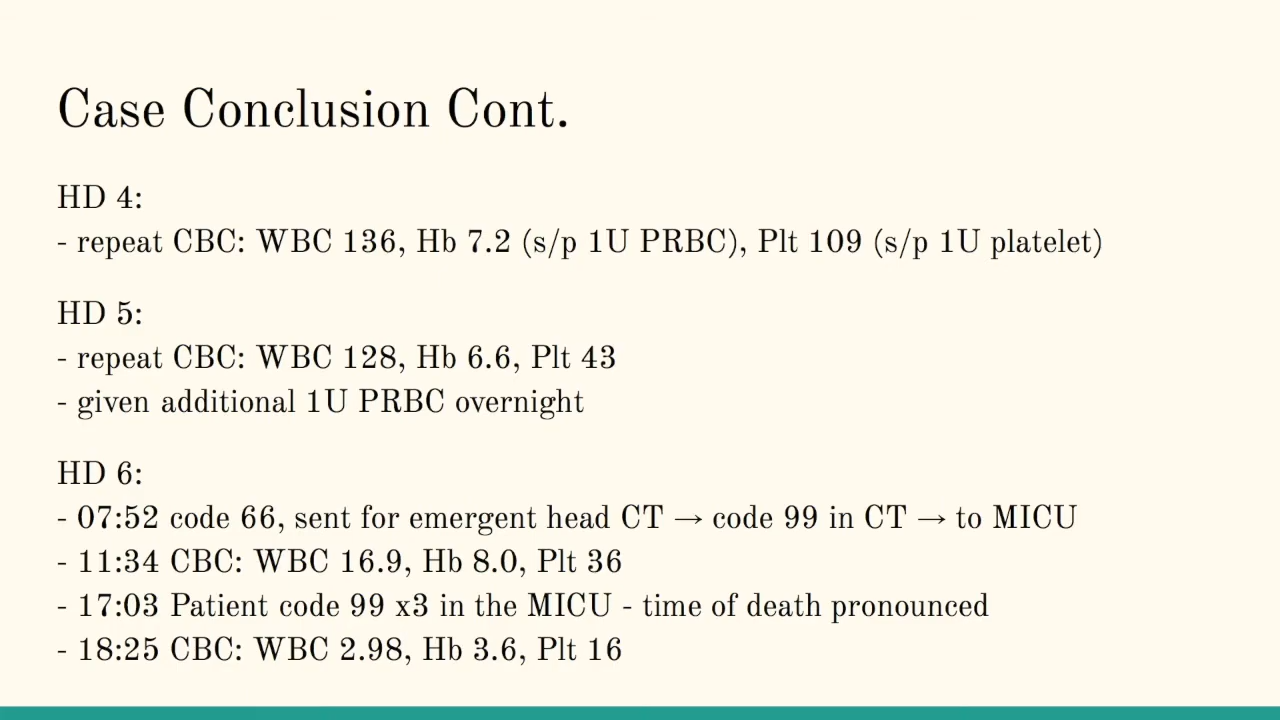 Case Conclusion Cont.
HD 4:
- repeat CBC: WBC 136, Hb 7.2 (s/p 1U PRBC), Plt 109 (s/p 1U platelet)
HD 5:
- repeat CBC: WBC 128, Hb 6.6, Plt 43
- given additional 1U PRBC overnight
HD 6:
- 07:52 code 66, sent for emergent head CT → code 99 in CT → to MICU
- 11:34 CBC: WBC 16.9, Hb 8.0, Plt 36
- 17:03 Patient code 99 x3 in the MICU - time of death pronounced
- 18:25 CBC: WBC 2.98, Hb 3.6, Plt 16